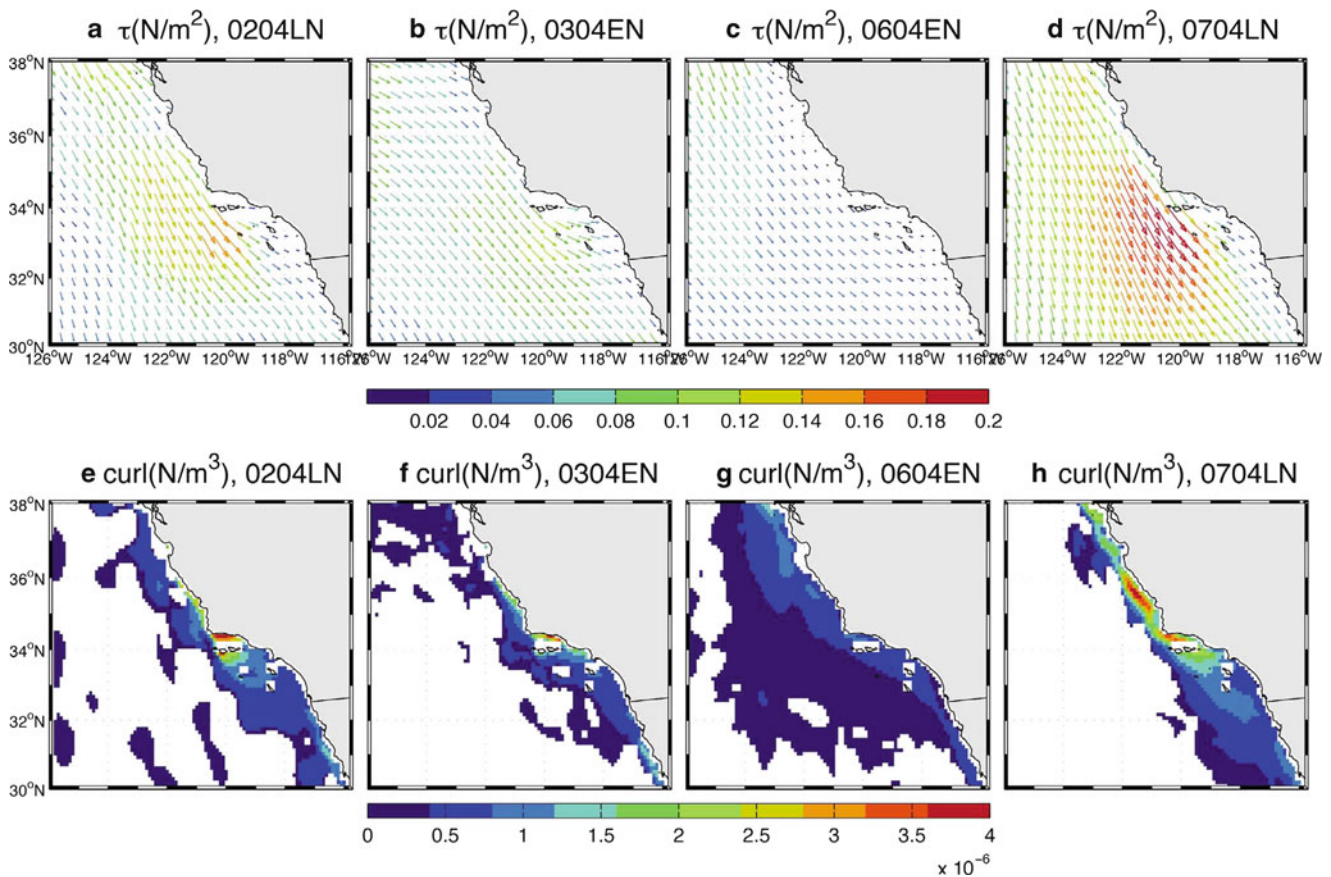 a τ(N/m²), 0204LN
b τ(N/m²), 0304EN
c τ(N/m²), 0604EN
d τ(N/m²), 0704LN
38°N
36°N
34°N
32°N
30°N
126°W 124°W 122°W 120°W 118°W 116°W
122°W 120°W
122°W 120°W
124°W 122°W 120°W 118°W 116°W
0.02 0.04 0.06 0.08 0.1 0.12 0.14 0.16 0.18 0.2
e curl(N/m³), 0204LN
f curl(N/m³), 0304EN
g curl(N/m³), 0604EN
h curl(N/m³), 0704LN
38°N
36°N
34°N
32°N
30°N
0 0.5 1 1.5 2 2.5 3 3.5 4
x 10⁻⁶